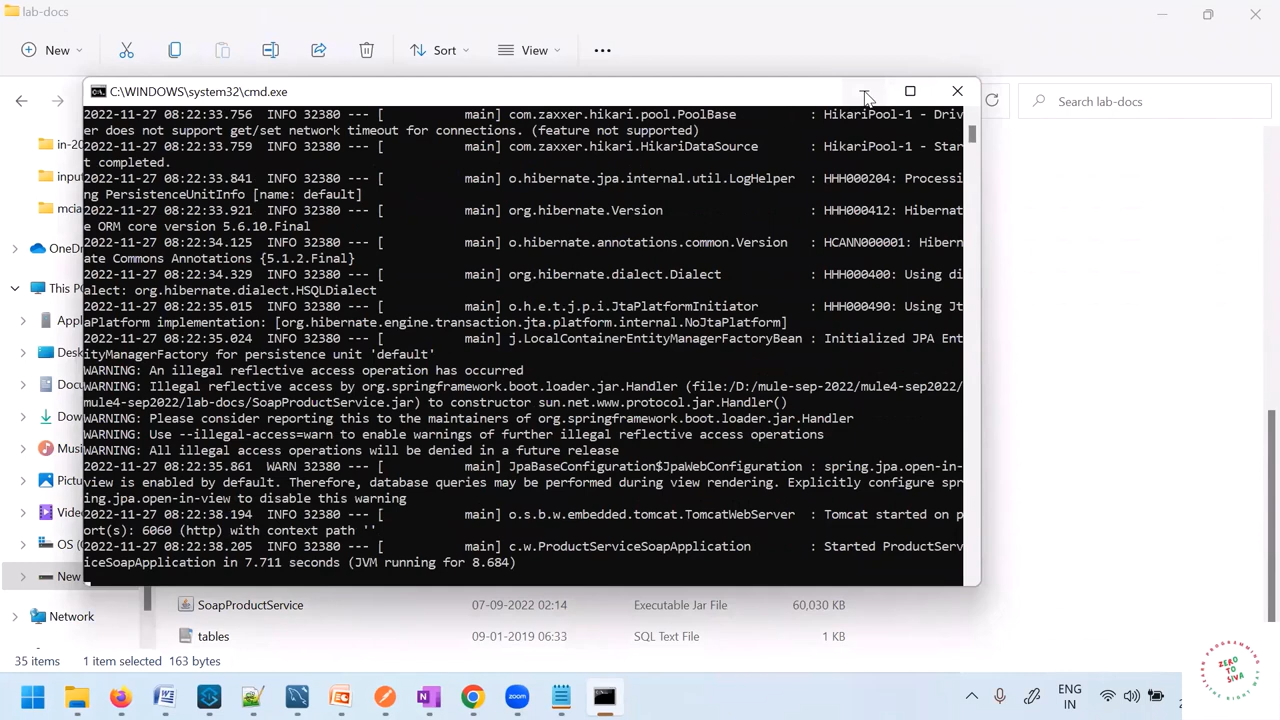 lab-docs
New
Sort
View
C:\WINDOWS\system32\cmd.exe
Search lab-docs
2022-11-27 08:22:33.756  INFO 32380 --- [           main] com.zaxxer.hikari.pool.PoolBase          : HikariPool-1 - Driv
er does not support get/set network timeout for connections. (feature not supported)
2022-11-27 08:22:33.759  INFO 32380 --- [           main] com.zaxxer.hikari.HikariDataSource       : HikariPool-1 - Star
t completed.
2022-11-27 08:22:33.841  INFO 32380 --- [           main] o.hibernate.jpa.internal.util.LogHelper  : HHH000204: Processi
ng PersistenceUnitInfo [name: default]
2022-11-27 08:22:33.921  INFO 32380 --- [           main] org.hibernate.Version                    : HHH000412: Hibernat
e ORM core version 5.6.10.Final
2022-11-27 08:22:34.125  INFO 32380 --- [           main] o.hibernate.annotations.common.Version   : HCANN000001: Hibern
ate Commons Annotations {5.1.2.Final}
2022-11-27 08:22:34.329  INFO 32380 --- [           main] org.hibernate.dialect.Dialect            : HHH000400: Using di
alect: org.hibernate.dialect.HSQLDialect
2022-11-27 08:22:35.015  INFO 32380 --- [           main] o.h.e.t.j.p.i.JtaPlatformInitiator       : HHH000490: Using Jt
aPlatform implementation: [org.hibernate.engine.transaction.jta.platform.internal.NoJtaPlatform]
2022-11-27 08:22:35.024  INFO 32380 --- [           main] j.LocalContainerEntityManagerFactoryBean : Initialized JPA Ent
ityManagerFactory for persistence unit 'default'
WARNING: An illegal reflective access operation has occurred
WARNING: Illegal reflective access by org.springframework.boot.loader.jar.Handler (file:/D:/mule-sep-2022/mule4-sep2022/
mule4-sep2022/lab-docs/SoapProductService.jar) to constructor sun.net.www.protocol.jar.Handler()
WARNING: Please consider reporting this to the maintainers of org.springframework.boot.loader.jar.Handler
WARNING: Use --illegal-access=warn to enable warnings of further illegal reflective access operations
WARNING: All illegal access operations will be denied in a future release
2022-11-27 08:22:35.861  WARN 32380 --- [           main] JpaBaseConfiguration$JpaWebConfiguration : spring.jpa.open-in-
view is enabled by default. Therefore, database queries may be performed during view rendering. Explicitly configure spr
ing.jpa.open-in-view to disable this warning
2022-11-27 08:22:38.194  INFO 32380 --- [           main] o.s.b.w.embedded.tomcat.TomcatWebServer  : Tomcat started on p
ort(s): 6060 (http) with context path ''
2022-11-27 08:22:38.205  INFO 32380 --- [           main] c.w.ProductServiceSoapApplication        : Started ProductServ
iceSoapApplication in 7.711 seconds (JVM running for 8.684)
in-20
input
mcia
OneDr
This PC
Appl
Desk
Docu
Dow
Musi
Pictu
Vide
OS (
New
Network
SoapProductService 07-09-2022 02:14 Executable Jar File 60,030 KB
tables 09-01-2019 06:33 SQL Text File 1 KB
35 items 1 item selected 163 bytes
ENG
IN
PROGRAMMING
ZERO
TO
SIVA
THE RIGHT WAY